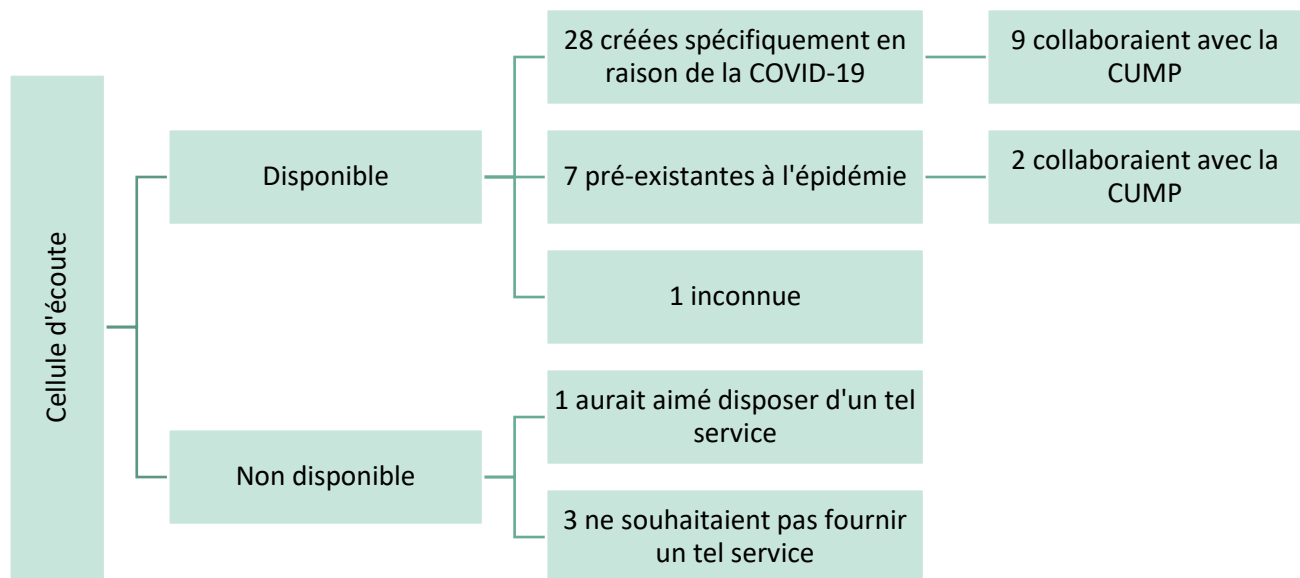 Cellule d'écoute
Disponible
28 créées spécifiquement en
raison de la COVID-19
9 collaboraient avec la
CUMP
7 pré-existantes à l'épidémie
2 collaboraient avec la
CUMP
1 inconnue
Non disponible
1 aurait aimé disposer d'un tel
service
3 ne souhaitaient pas fournir
un tel service